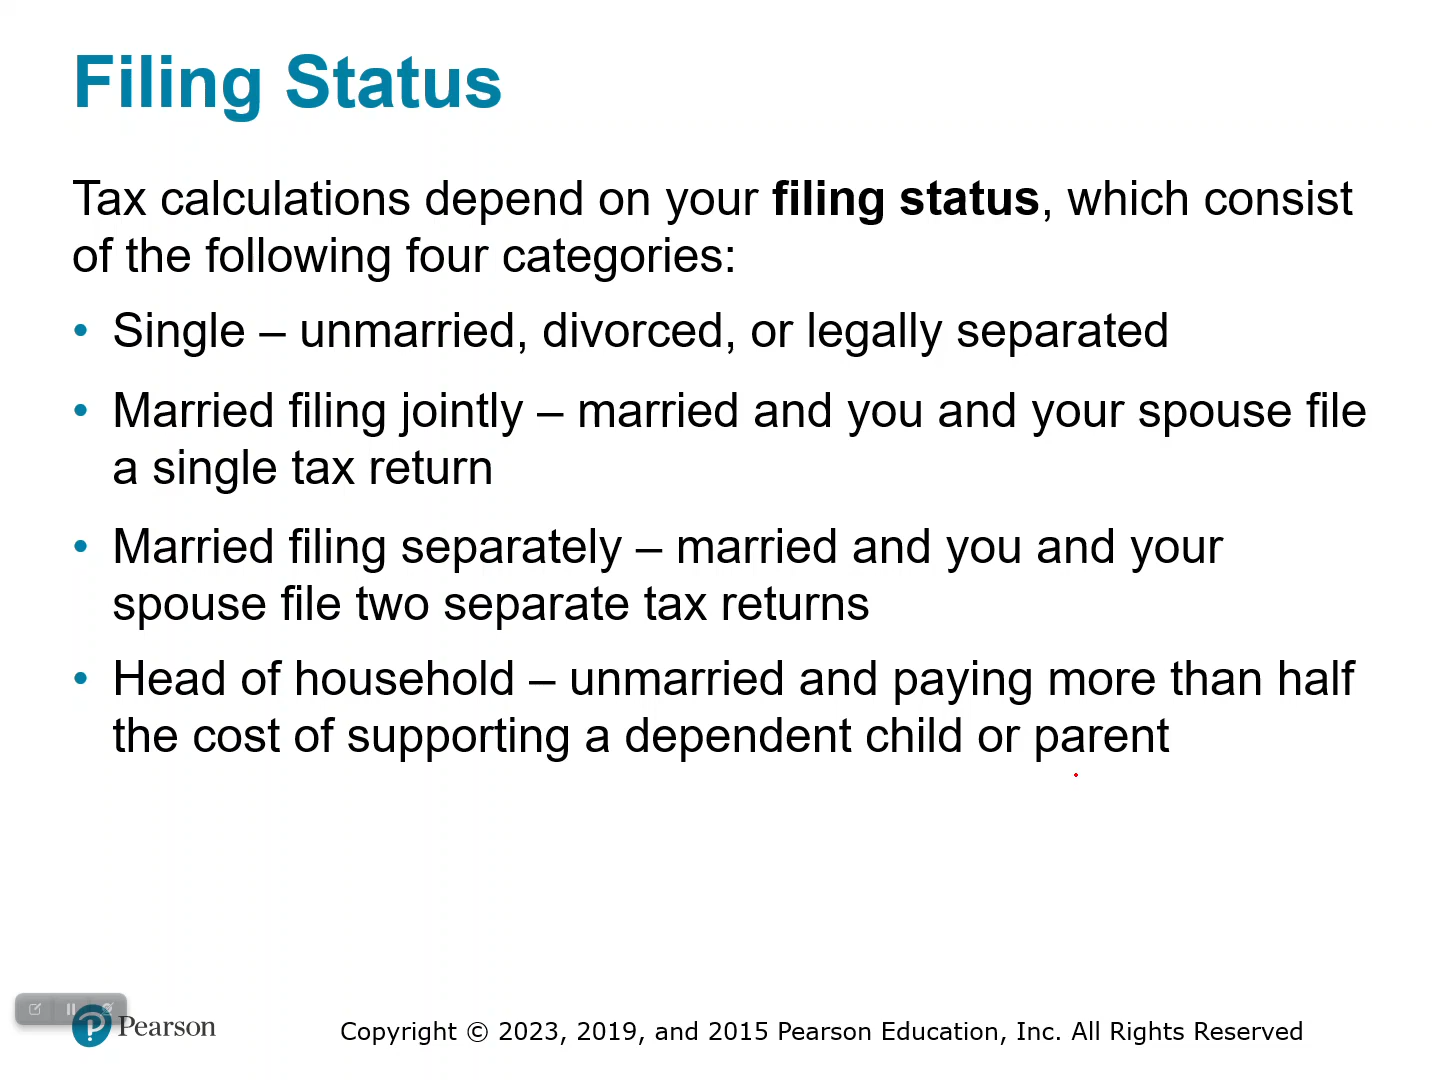 Filing Status
Tax calculations depend on your filing status, which consist
of the following four categories:
• Single – unmarried, divorced, or legally separated
• Married filing jointly – married and you and your spouse file
a single tax return
• Married filing separately – married and you and your
spouse file two separate tax returns
• Head of household – unmarried and paying more than half
the cost of supporting a dependent child or parent
Pearson
Copyright © 2023, 2019, and 2015 Pearson Education, Inc. All Rights Reserved